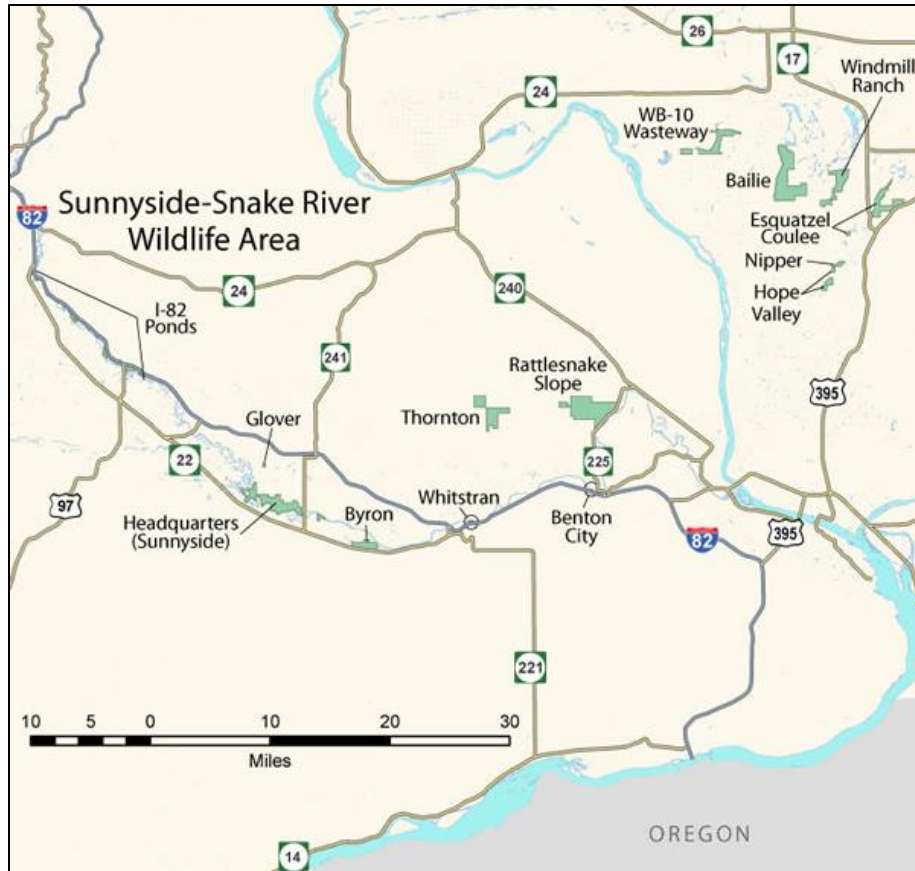 26
17
Windmill
Ranch
24
WB-10
Wasteway
Bailie
Sunnyside-Snake River
Wildlife Area
82
Esquatzel
Coulee
Nipper
Hope
Valley
24
240
I-82
Ponds
241
Rattlesnake
Slope
395
Thornton
Glover
22
225
97
Headquarters
(Sunnyside)
Byron
Whitstran
Benton
City
82
395
221
10 5 0 10 20 30
Miles
OREGON
14